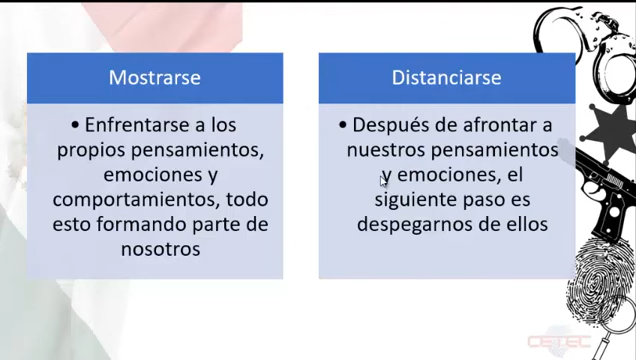 Mostrarse
• Enfrentarse a los
propios pensamientos,
emociones y
comportamientos, todo
esto formando parte de
nosotros
Distanciarse
• Después de afrontar a
nuestros pensamientos
y emociones, el
siguiente paso es
despegarnos de ellos
CETEC